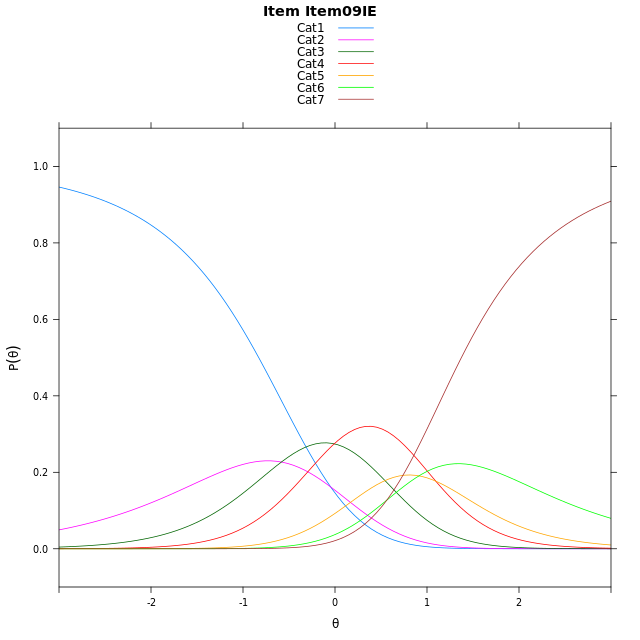 Item Item09IE
Cat1
Cat2
Cat3
Cat4
Cat5
Cat6
Cat7
1.0
0.8
0.6
0.4
0.2
0.0
P(θ)
-2 -1 0 1 2
θ